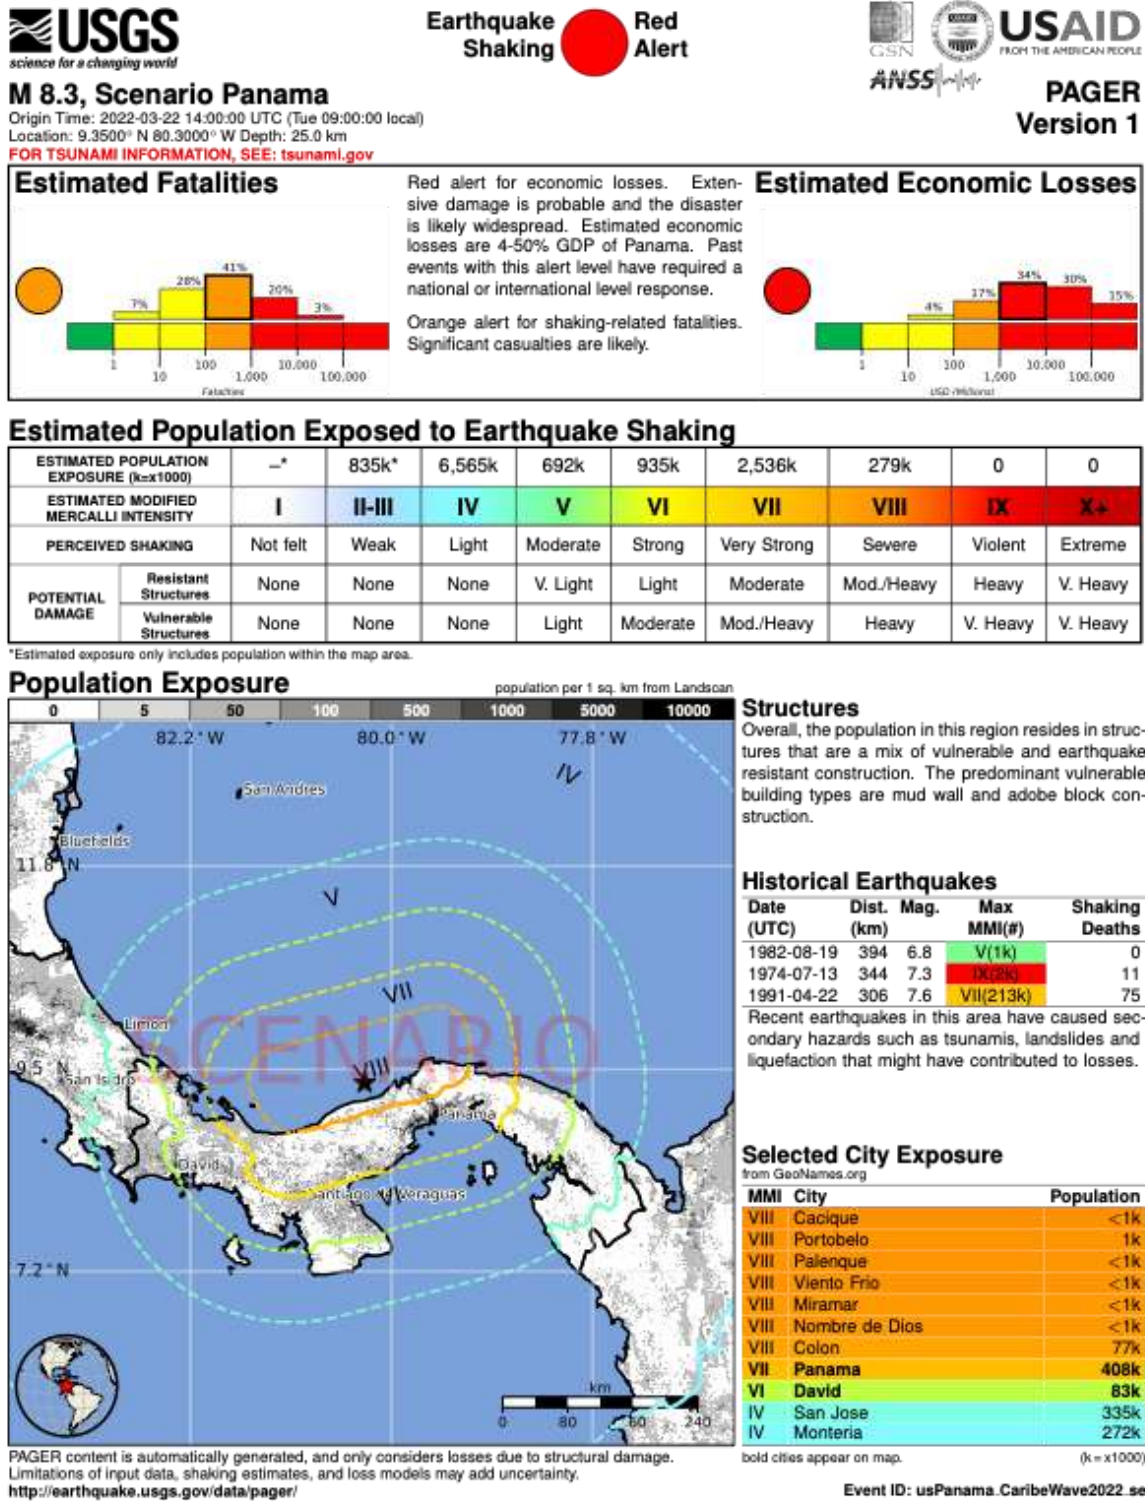 USGS
science for a changing world
Earthquake Shaking
Red Alert
GSN
USAID
FROM THE AMERICAN PEOPLE
ANSS
M 8.3, Scenario Panama
Origin Time: 2022-03-22 14:00:00 UTC (Tue 09:00:00 local)
Location: 9.3500° N 80.3000° W Depth: 25.0 km
FOR TSUNAMI INFORMATION, SEE: tsunami.gov
PAGER
Version 1
Estimated Fatalities
7% 28% 41% 20% 3%
1 100 10,000
10 1,000 100,000
Fatalities
Red alert for economic losses. Exten-
sive damage is probable and the disaster
is likely widespread. Estimated economic
losses are 4-50% GDP of Panama. Past
events with this alert level have required a
national or international level response.
Orange alert for shaking-related fatalities.
Significant casualties are likely.
Estimated Economic Losses
4% 17% 34% 30% 15%
1 100 10,000
10 1,000 100,000
USD (Millions)
Estimated Population Exposed to Earthquake Shaking
ESTIMATED POPULATION EXPOSURE (k=x1000) –* 835k* 6,565k 692k 935k 2,536k 279k 0 0
ESTIMATED MODIFIED MERCALLI INTENSITY I II-III IV V VI VII VIII IX X+
PERCEIVED SHAKING Not felt Weak Light Moderate Strong Very Strong Severe Violent Extreme
POTENTIAL DAMAGE
Resistant Structures None None None V. Light Light Moderate Mod./Heavy Heavy V. Heavy
Vulnerable Structures None None None Light Moderate Mod./Heavy Heavy V. Heavy V. Heavy
*Estimated exposure only includes population within the map area.
Population Exposure
population per 1 sq. km from Landscan
0 5 50 100 500 1000 5000 10000
82.2°W 80.0°W 77.8°W
IV
San Andres
Bluefields
11.8°N
V
VII
SCENARIO
Limon
9.5°N
San Isidro
VIII
Panama
David
Santiago de Veraguas
VI
7.2°N
km
0 80 160 240
Structures
Overall, the population in this region resides in struc-
tures that are a mix of vulnerable and earthquake
resistant construction. The predominant vulnerable
building types are mud wall and adobe block con-
struction.
Historical Earthquakes
Date (UTC) Dist. (km) Mag. Max MMI(#) Shaking Deaths
1982-08-19 394 6.8 V(1k) 0
1974-07-13 344 7.3 IX(2k) 11
1991-04-22 306 7.6 VII(213k) 75
Recent earthquakes in this area have caused sec-
ondary hazards such as tsunamis, landslides and
liquefaction that might have contributed to losses.
Selected City Exposure
from GeoNames.org
MMI City Population
VIII Cacique <1k
VIII Portobelo 1k
VIII Palenque <1k
VIII Viento Frio <1k
VIII Miramar <1k
VIII Nombre de Dios <1k
VIII Colon 77k
VII Panama 408k
VI David 83k
IV San Jose 335k
IV Monteria 272k
bold cities appear on map. (k = x1000)
PAGER content is automatically generated, and only considers losses due to structural damage.
Limitations of input data, shaking estimates, and loss models may add uncertainty.
http://earthquake.usgs.gov/data/pager/
Event ID: usPanama_CaribeWave2022_se